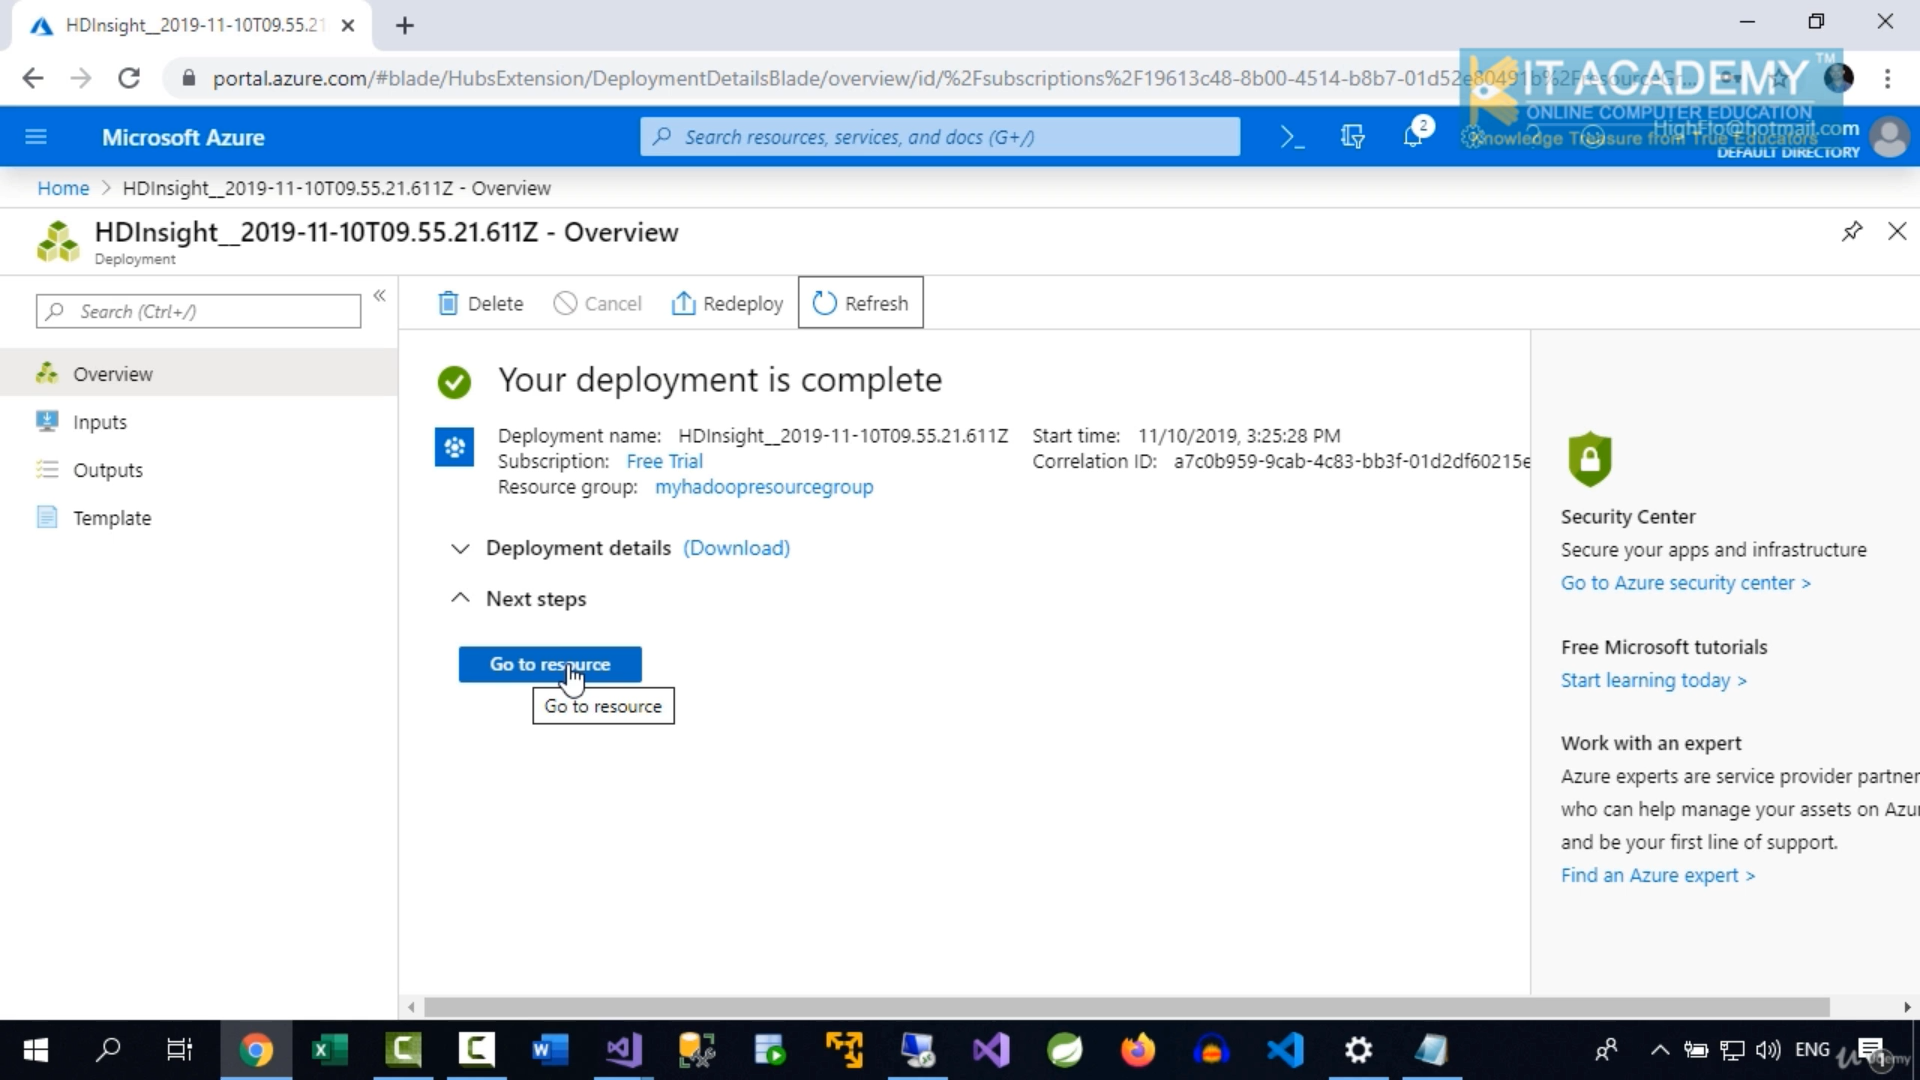 HDInsight__2019-11-10T09.55.21
portal.azure.com/#blade/HubsExtension/DeploymentDetailsBlade/overview/id/%2Fsubscriptions%2F19613c48-8b00-4514-b8b7-01d52e80491b%2Fresource
IT ACADEMY™
ONLINE COMPUTER EDUCATION
Knowledge Treasure from True Educators
Microsoft Azure
Search resources, services, and docs (G+/)
2
HighFlo@hotmail.com
DEFAULT DIRECTORY
Home > HDInsight__2019-11-10T09.55.21.611Z - Overview
HDInsight__2019-11-10T09.55.21.611Z - Overview
Deployment
Search (Ctrl+/)
Delete
Cancel
Redeploy
Refresh
Overview
Inputs
Outputs
Template
Your deployment is complete
Deployment name: HDInsight__2019-11-10T09.55.21.611Z
Subscription: Free Trial
Resource group: myhadoopresourcegroup
Start time: 11/10/2019, 3:25:28 PM
Correlation ID: a7c0b959-9cab-4c83-bb3f-01d2df60215e
Deployment details (Download)
Next steps
Go to resource
Go to resource
Security Center
Secure your apps and infrastructure
Go to Azure security center >
Free Microsoft tutorials
Start learning today >
Work with an expert
Azure experts are service provider partner
who can help manage your assets on Azu
and be your first line of support.
Find an Azure expert >
ENG
udemy